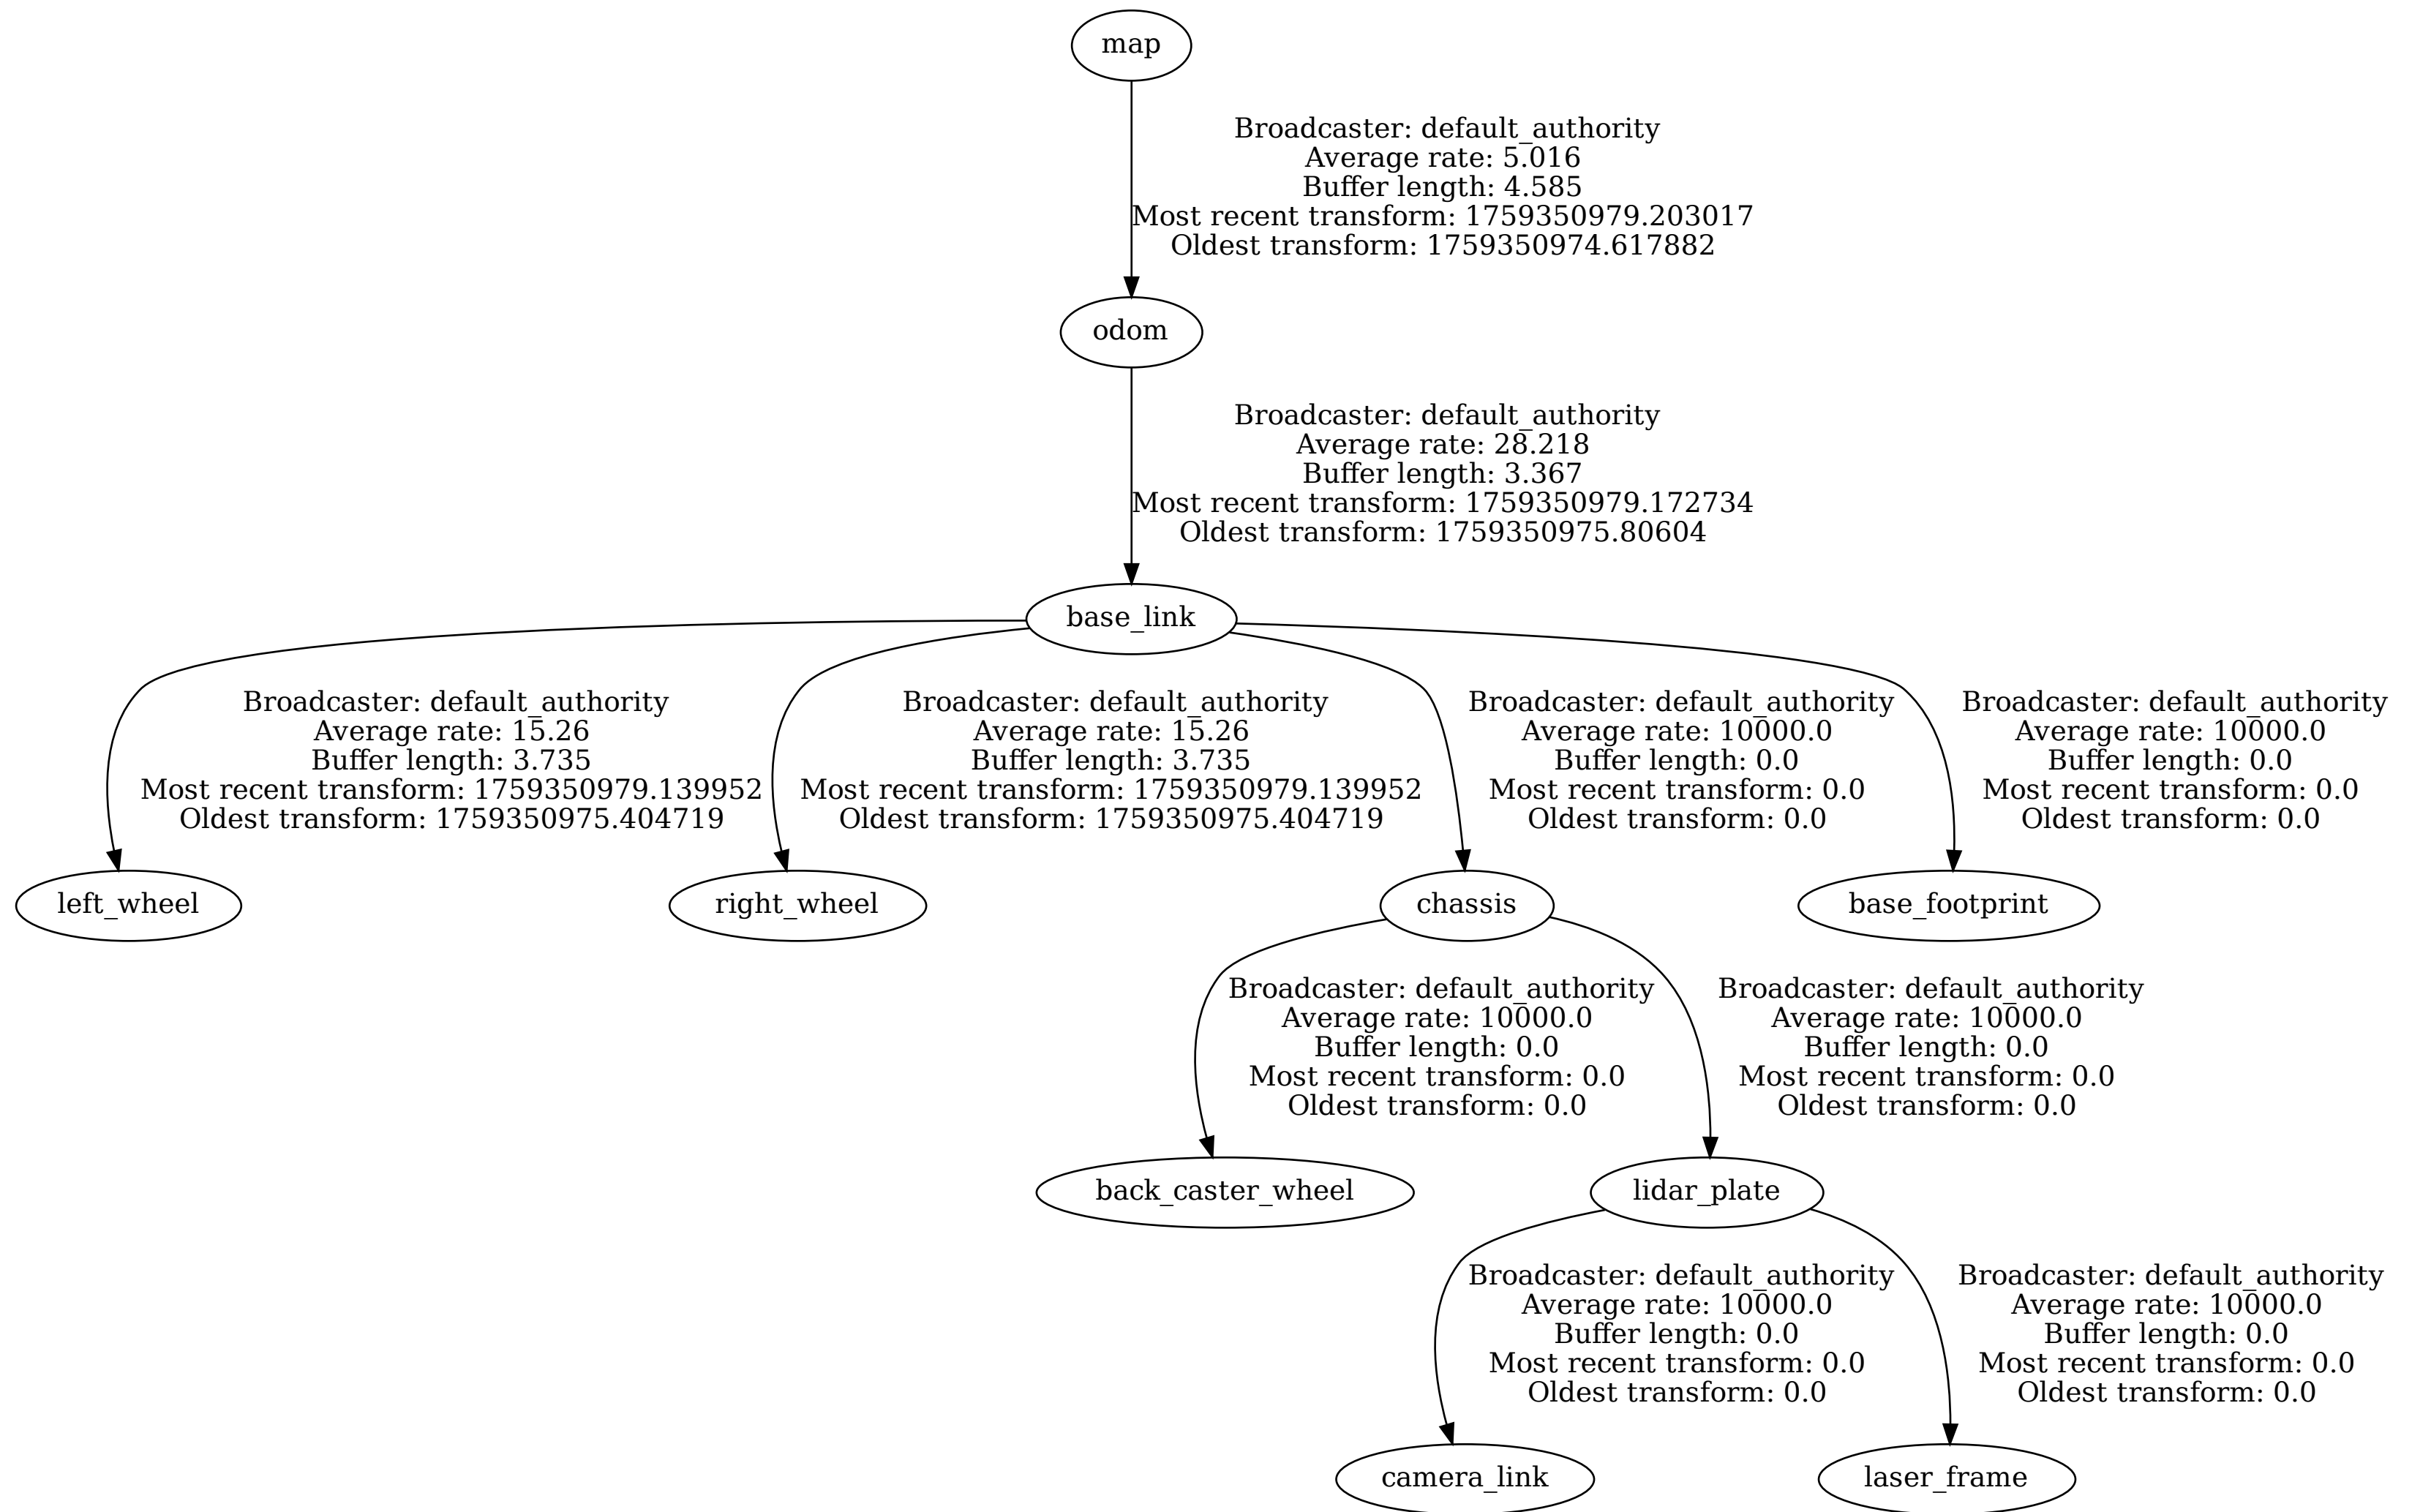 map
Broadcaster: default_authority
Average rate: 5.016
Buffer length: 4.585
Most recent transform: 1759350979.203017
Oldest transform: 1759350974.617882
odom
Broadcaster: default_authority
Average rate: 28.218
Buffer length: 3.367
Most recent transform: 1759350979.172734
Oldest transform: 1759350975.80604
base_link
Broadcaster: default_authority
Average rate: 15.26
Buffer length: 3.735
Most recent transform: 1759350979.139952
Oldest transform: 1759350975.404719
Broadcaster: default_authority
Average rate: 15.26
Buffer length: 3.735
Most recent transform: 1759350979.139952
Oldest transform: 1759350975.404719
Broadcaster: default_authority
Average rate: 10000.0
Buffer length: 0.0
Most recent transform: 0.0
Oldest transform: 0.0
Broadcaster: default_authority
Average rate: 10000.0
Buffer length: 0.0
Most recent transform: 0.0
Oldest transform: 0.0
left_wheel
right_wheel
chassis
base_footprint
Broadcaster: default_authority
Average rate: 10000.0
Buffer length: 0.0
Most recent transform: 0.0
Oldest transform: 0.0
Broadcaster: default_authority
Average rate: 10000.0
Buffer length: 0.0
Most recent transform: 0.0
Oldest transform: 0.0
back_caster_wheel
lidar_plate
Broadcaster: default_authority
Average rate: 10000.0
Buffer length: 0.0
Most recent transform: 0.0
Oldest transform: 0.0
Broadcaster: default_authority
Average rate: 10000.0
Buffer length: 0.0
Most recent transform: 0.0
Oldest transform: 0.0
camera_link
laser_frame